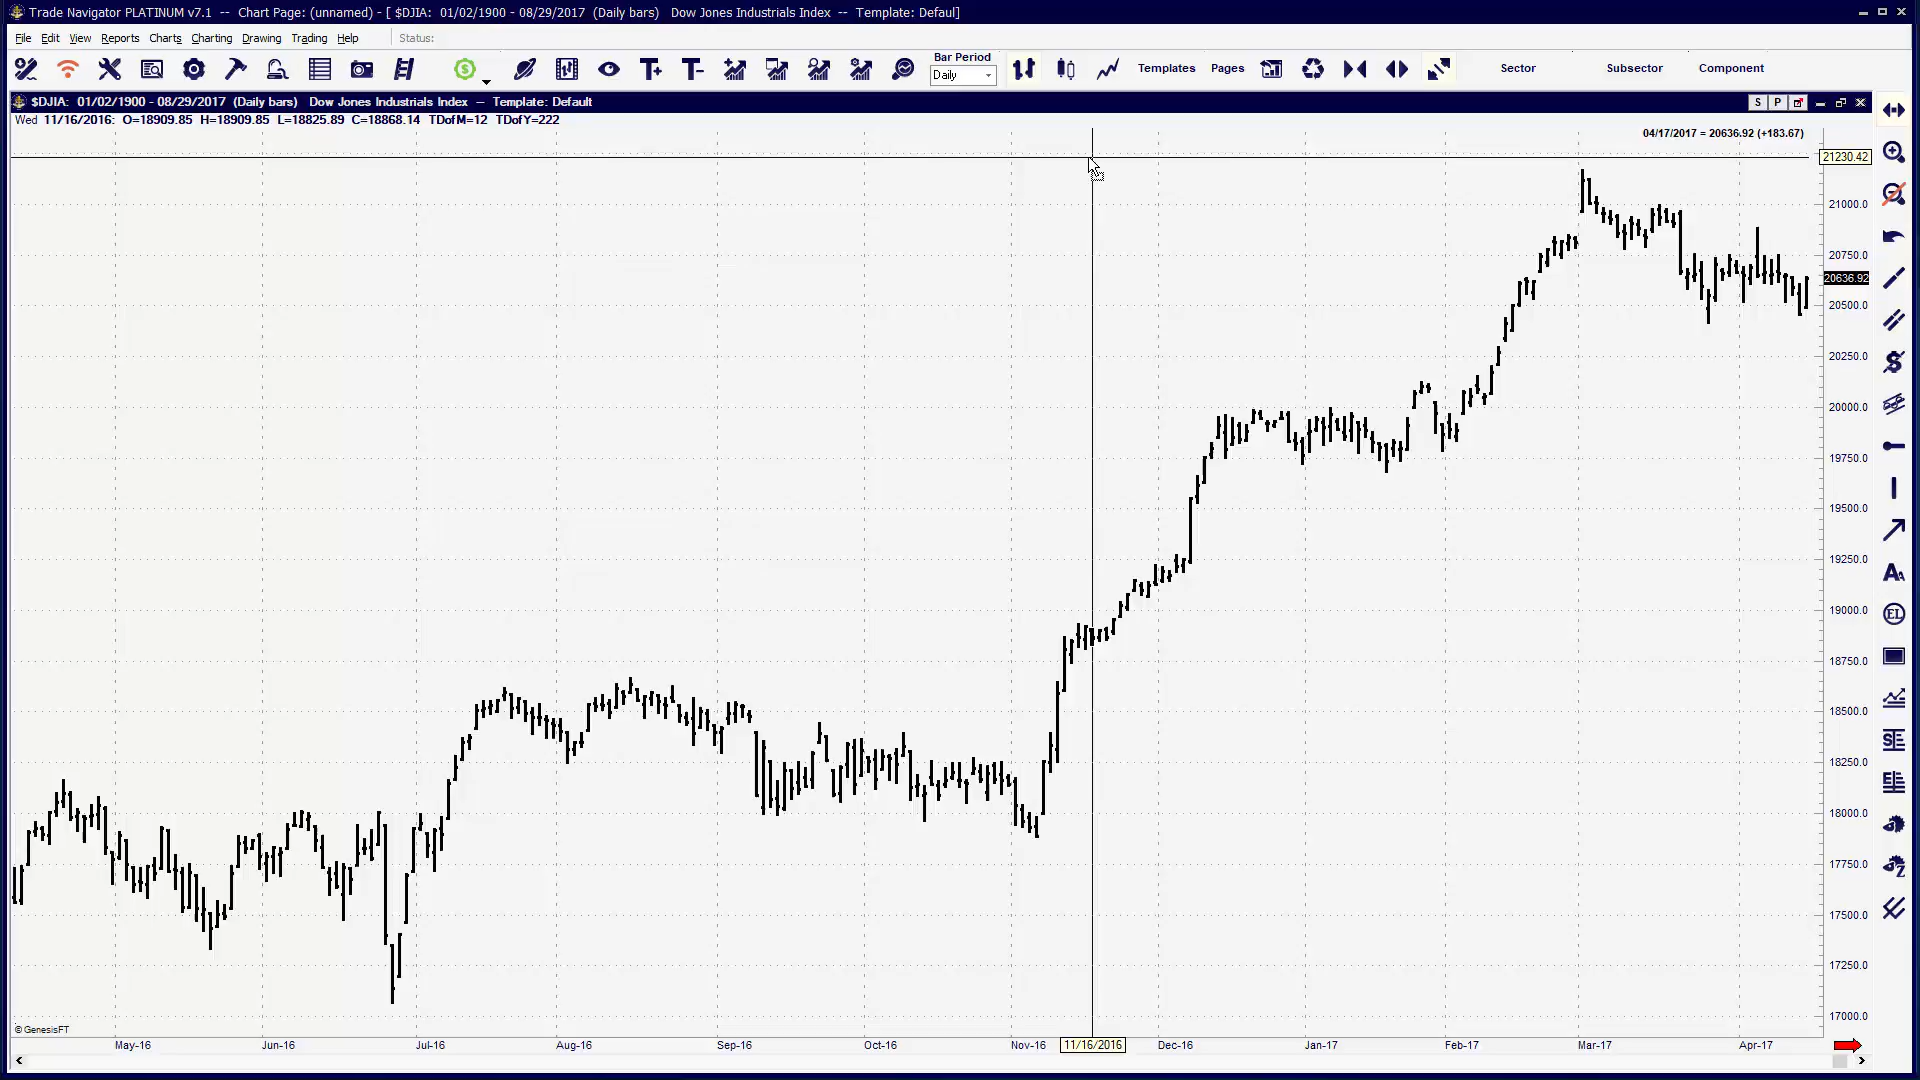 Trade Navigator PLATINUM v7.1 -- Chart Page: (unnamed) - [ $DJIA: 01/02/1900 - 08/29/2017 (Daily bars) Dow Jones Industrials Index -- Template: Defaul]
File Edit View Reports Charts Charting Drawing Trading Help Status:
Bar Period
Daily
Templates Pages Sector Subsector Component
$DJIA: 01/02/1900 - 08/29/2017 (Daily bars) Dow Jones Industrials Index -- Template: Default
S P
Wed 11/16/2016: O=18909.85 H=18909.85 L=18825.89 C=18868.14 TDofM=12 TDofY=222
04/17/2017 = 20636.92 (+183.67)
21230.42
21000.0
20750.0
20636.92
20500.0
20250.0
20000.0
19750.0
19500.0
19250.0
19000.0
18750.0
18500.0
18250.0
18000.0
17750.0
17500.0
17250.0
17000.0
© GenesisFT
May-16 Jun-16 Jul-16 Aug-16 Sep-16 Oct-16 Nov-16 11/16/2016 Dec-16 Jan-17 Feb-17 Mar-17 Apr-17